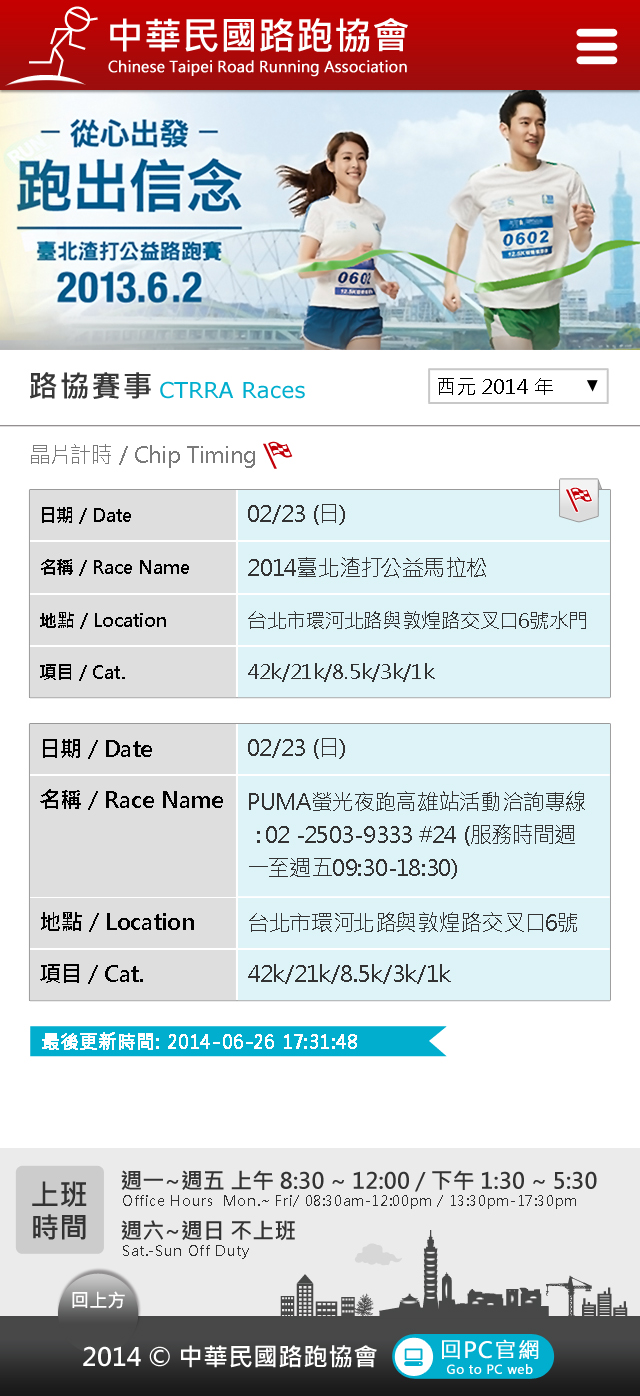 中華民國路跑協會
Chinese Taipei Road Running Association
– 從心出發 –
跑出信念
臺北渣打公益路跑賽
2013.6.2
0602
12.5K
0602
12.5K
路協賽事 CTRRA Races
西元 2014 年 ▼
晶片計時 / Chip Timing
日期 / Date 02/23 (日)
名稱 / Race Name 2014臺北渣打公益馬拉松
地點 / Location 台北市環河北路與敦煌路交叉口6號水門
項目 / Cat. 42k/21k/8.5k/3k/1k
日期 / Date 02/23 (日)
名稱 / Race Name PUMA螢光夜跑高雄站活動洽詢專線
: 02 -2503-9333 #24 (服務時間週
一至週五09:30-18:30)
地點 / Location 台北市環河北路與敦煌路交叉口6號
項目 / Cat. 42k/21k/8.5k/3k/1k
最後更新時間: 2014-06-26 17:31:48
上班
時間
週一~週五 上午 8:30 ~ 12:00 / 下午 1:30 ~ 5:30
Office Hours Mon.~ Fri/ 08:30am-12:00pm / 13:30pm-17:30pm
週六~週日 不上班
Sat.-Sun Off Duty
回上方
2014 © 中華民國路跑協會
回PC官網
Go to PC web